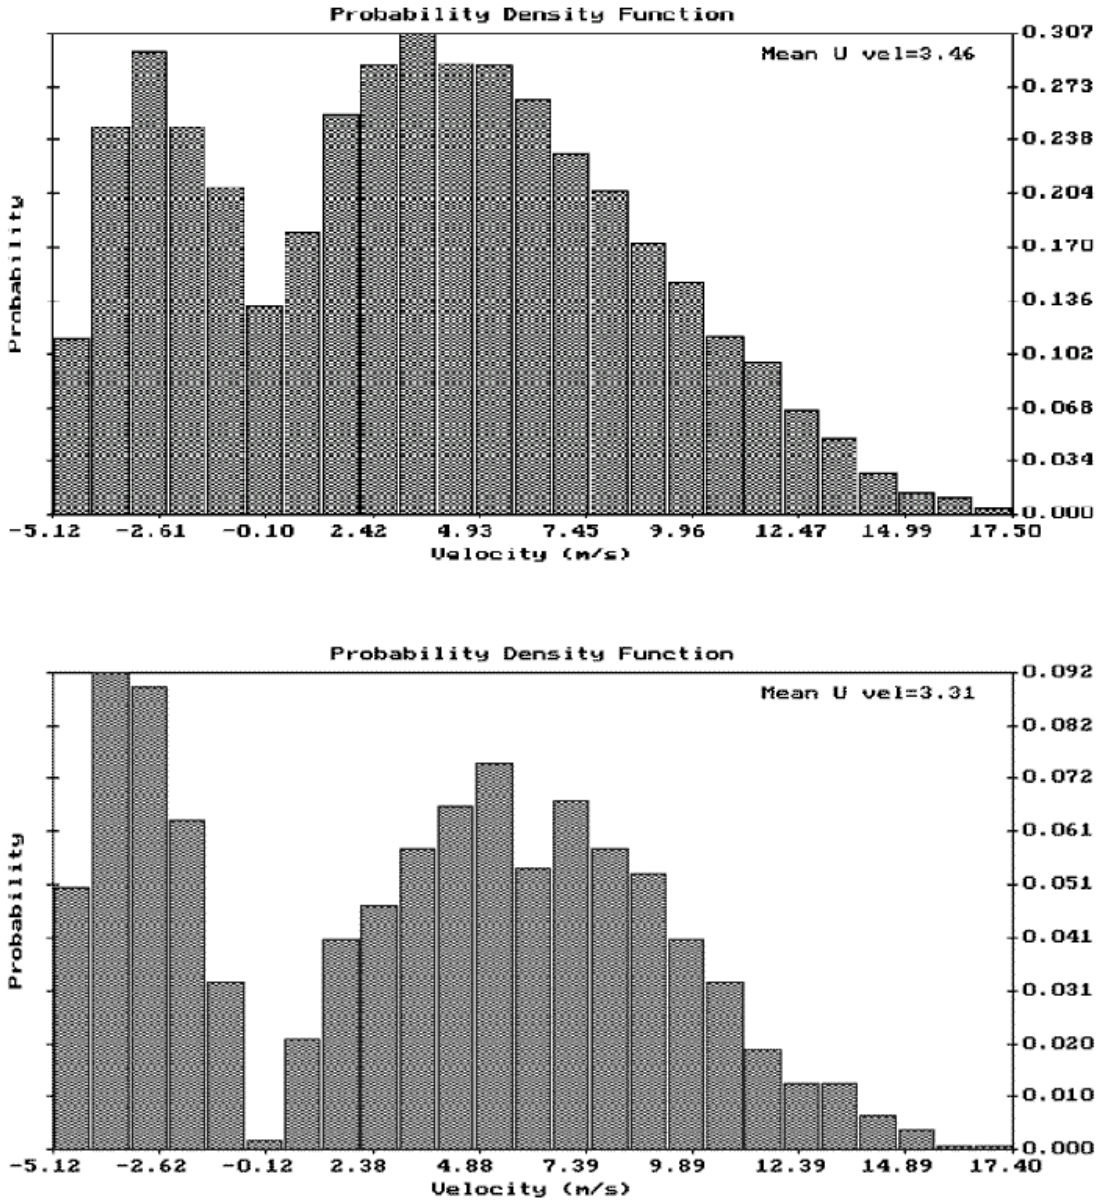 Probability Density Function
Mean U vel=3.46
0.307
0.273
0.238
0.204
0.170
0.136
0.102
0.068
0.034
0.000
Probability
-5.12 -2.61 -0.10 2.42 4.93 7.45 9.96 12.47 14.99 17.50
Velocity (m/s)
Probability Density Function
Mean U vel=3.31
0.092
0.082
0.072
0.061
0.051
0.041
0.031
0.020
0.010
0.000
Probability
-5.12 -2.62 -0.12 2.38 4.88 7.39 9.89 12.39 14.89 17.40
Velocity (m/s)